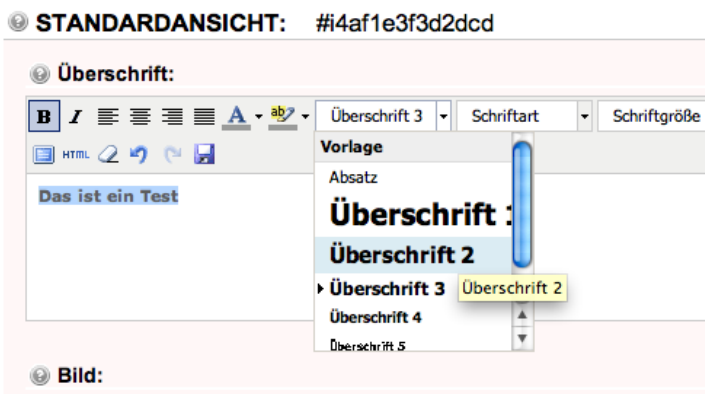 STANDARDANSICHT: #i4af1e3f3d2dcd
Überschrift:
B I A ab Überschrift 3 Schriftart Schriftgröße
HTML
Vorlage
Absatz
Das ist ein Test
Überschrift 1
Überschrift 2
Überschrift 3 Überschrift 2
Überschrift 4
Überschrift 5
Bild: